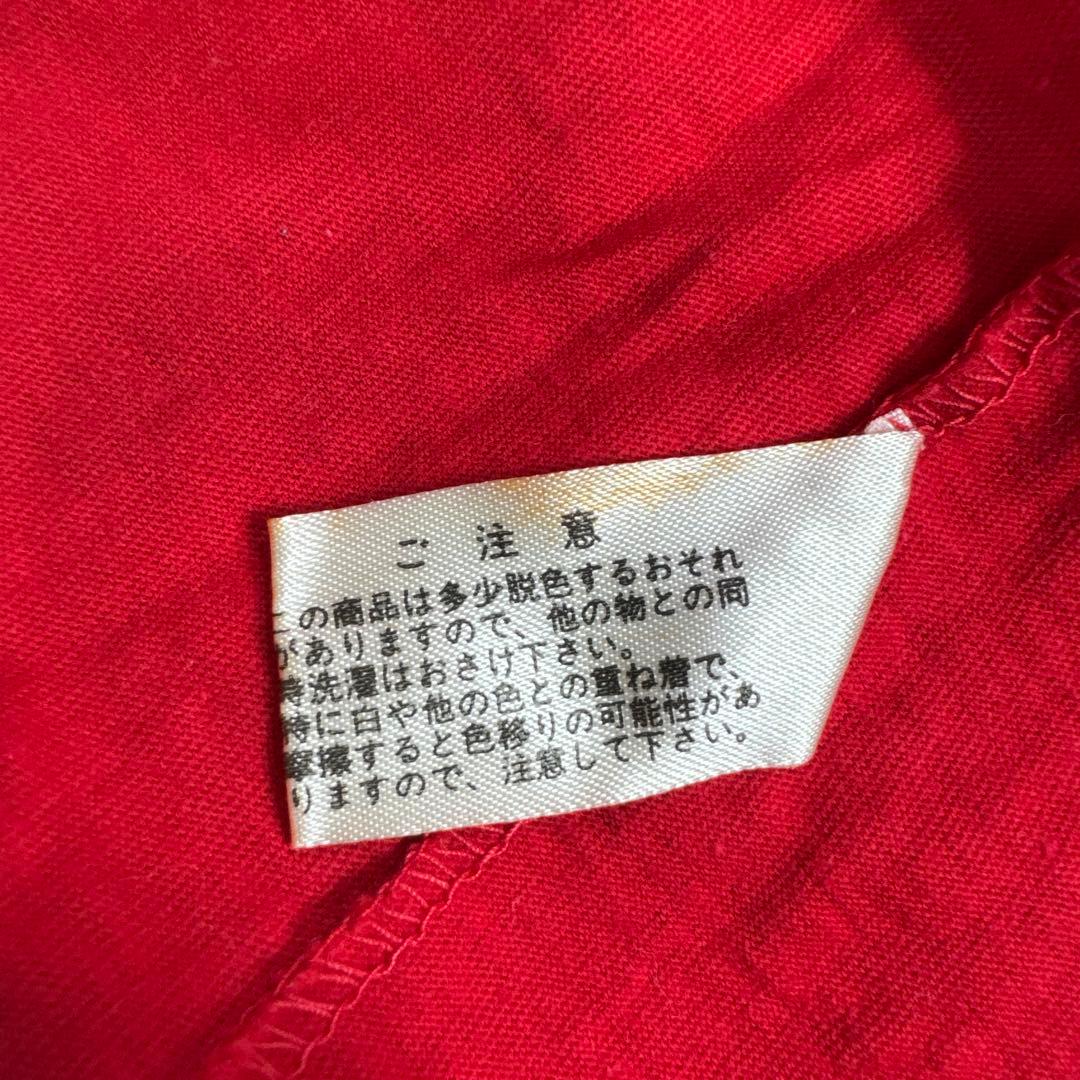 ご注意
この商品は多少脱色するおそれ
がありますので、他の物との同
時洗濯はおさけ下さい。
特に白や他の色との重ね着で、
摩擦すると色移りの可能性があ
りますので、注意して下さい。